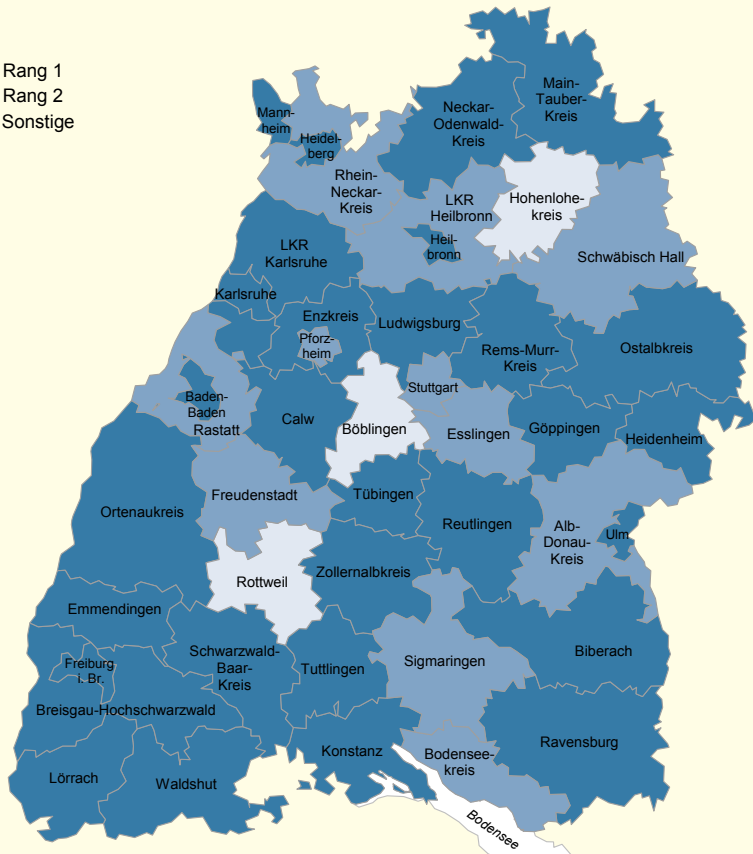 Rang 1
Rang 2
Sonstige
Main-
Tauber-
Kreis
Neckar-
Odenwald-
Kreis
Mann-
heim
Heidel-
berg
Rhein-
Neckar-
Kreis
LKR
Heilbronn
Hohenlohe-
kreis
Heil-
bronn
LKR
Karlsruhe
Schwäbisch Hall
Karlsruhe
Enzkreis
Ludwigsburg
Pforz-
heim
Rems-Murr-
Kreis
Ostalbkreis
Stuttgart
Baden-
Baden
Rastatt
Calw
Böblingen
Esslingen
Göppingen
Heidenheim
Freudenstadt
Tübingen
Ortenaukreis
Reutlingen
Alb-
Donau-
Kreis
Ulm
Rottweil
Zollernalbkreis
Emmendingen
Schwarzwald-
Baar-
Kreis
Freiburg
i. Br.
Tuttlingen
Sigmaringen
Biberach
Breisgau-Hochschwarzwald
Konstanz
Bodensee-
kreis
Ravensburg
Lörrach
Waldshut
Bodensee